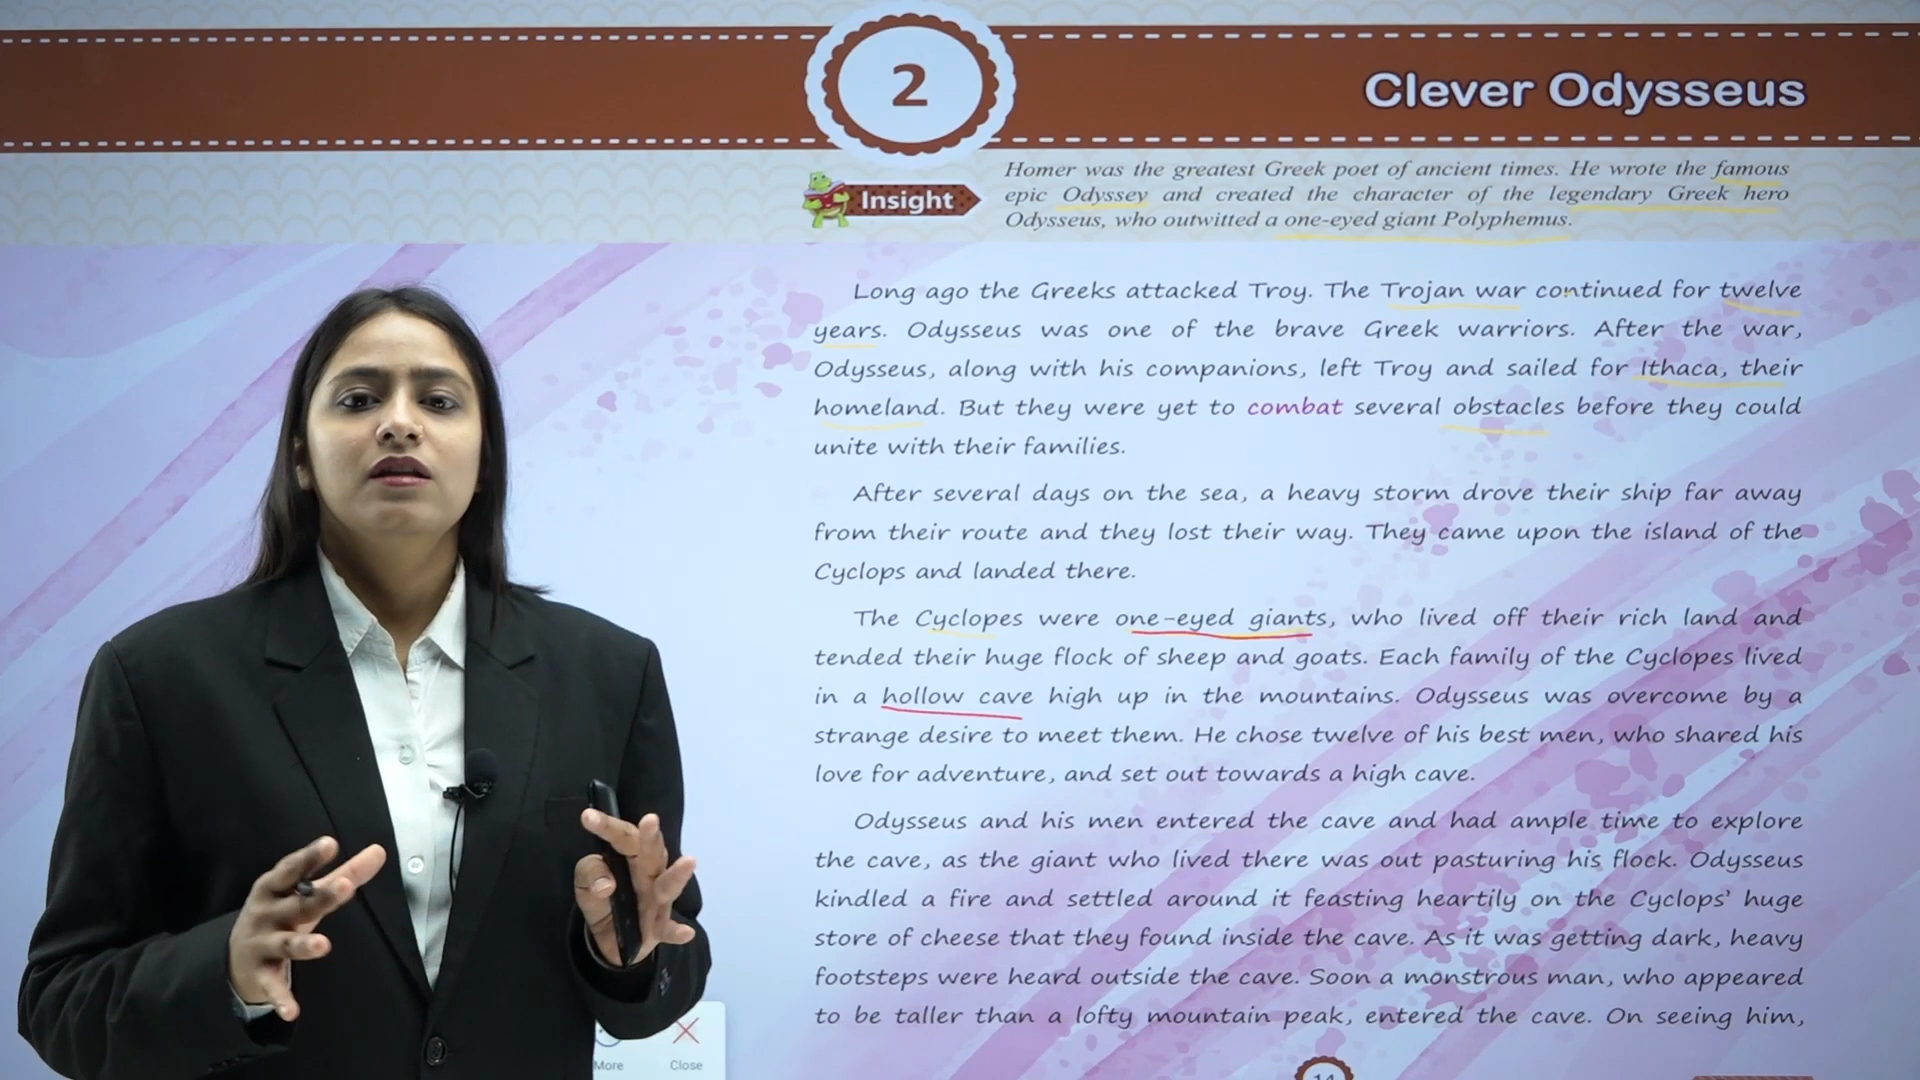 2
Clever Odysseus
Insight
Homer was the greatest Greek poet of ancient times. He wrote the famous
epic Odyssey and created the character of the legendary Greek hero
Odysseus, who outwitted a one-eyed giant Polyphemus.
Long ago the Greeks attacked Troy. The Trojan war continued for twelve
years. Odysseus was one of the brave Greek warriors. After the war,
Odysseus, along with his companions, left Troy and sailed for Ithaca, their
homeland. But they were yet to combat several obstacles before they could
unite with their families.
After several days on the sea, a heavy storm drove their ship far away
from their route and they lost their way. They came upon the island of the
Cyclops and landed there.
The Cyclopes were one-eyed giants, who lived off their rich land and
tended their huge flock of sheep and goats. Each family of the Cyclopes lived
in a hollow cave high up in the mountains. Odysseus was overcome by a
strange desire to meet them. He chose twelve of his best men, who shared his
love for adventure, and set out towards a high cave.
Odysseus and his men entered the cave and had ample time to explore
the cave, as the giant who lived there was out pasturing his flock. Odysseus
kindled a fire and settled around it feasting heartily on the Cyclops' huge
store of cheese that they found inside the cave. As it was getting dark, heavy
footsteps were heard outside the cave. Soon a monstrous man, who appeared
to be taller than a lofty mountain peak, entered the cave. On seeing him,
More
Close